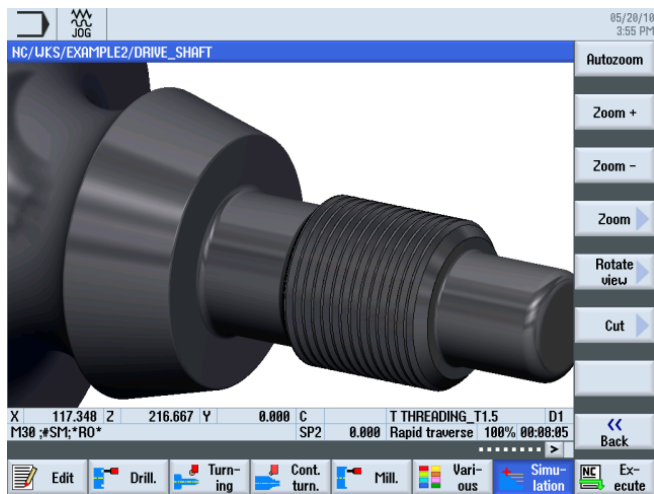 JOG
05/20/10
3:55 PM
NC/WKS/EXAMPLE2/DRIVE_SHAFT
Autozoom
Zoom +
Zoom -
Zoom
Rotate
view
Cut
X 117.348 Z 216.667 Y 0.000 C T THREADING_T1.5 D1
M30 ;#SM;*RO* SP2 0.000 Rapid traverse 100% 00:08:05
<<
Back
>
Edit
Drill.
Turn-
ing
Cont.
turn.
Mill.
Vari-
ous
Simu-
lation
NC
Ex-
ecute